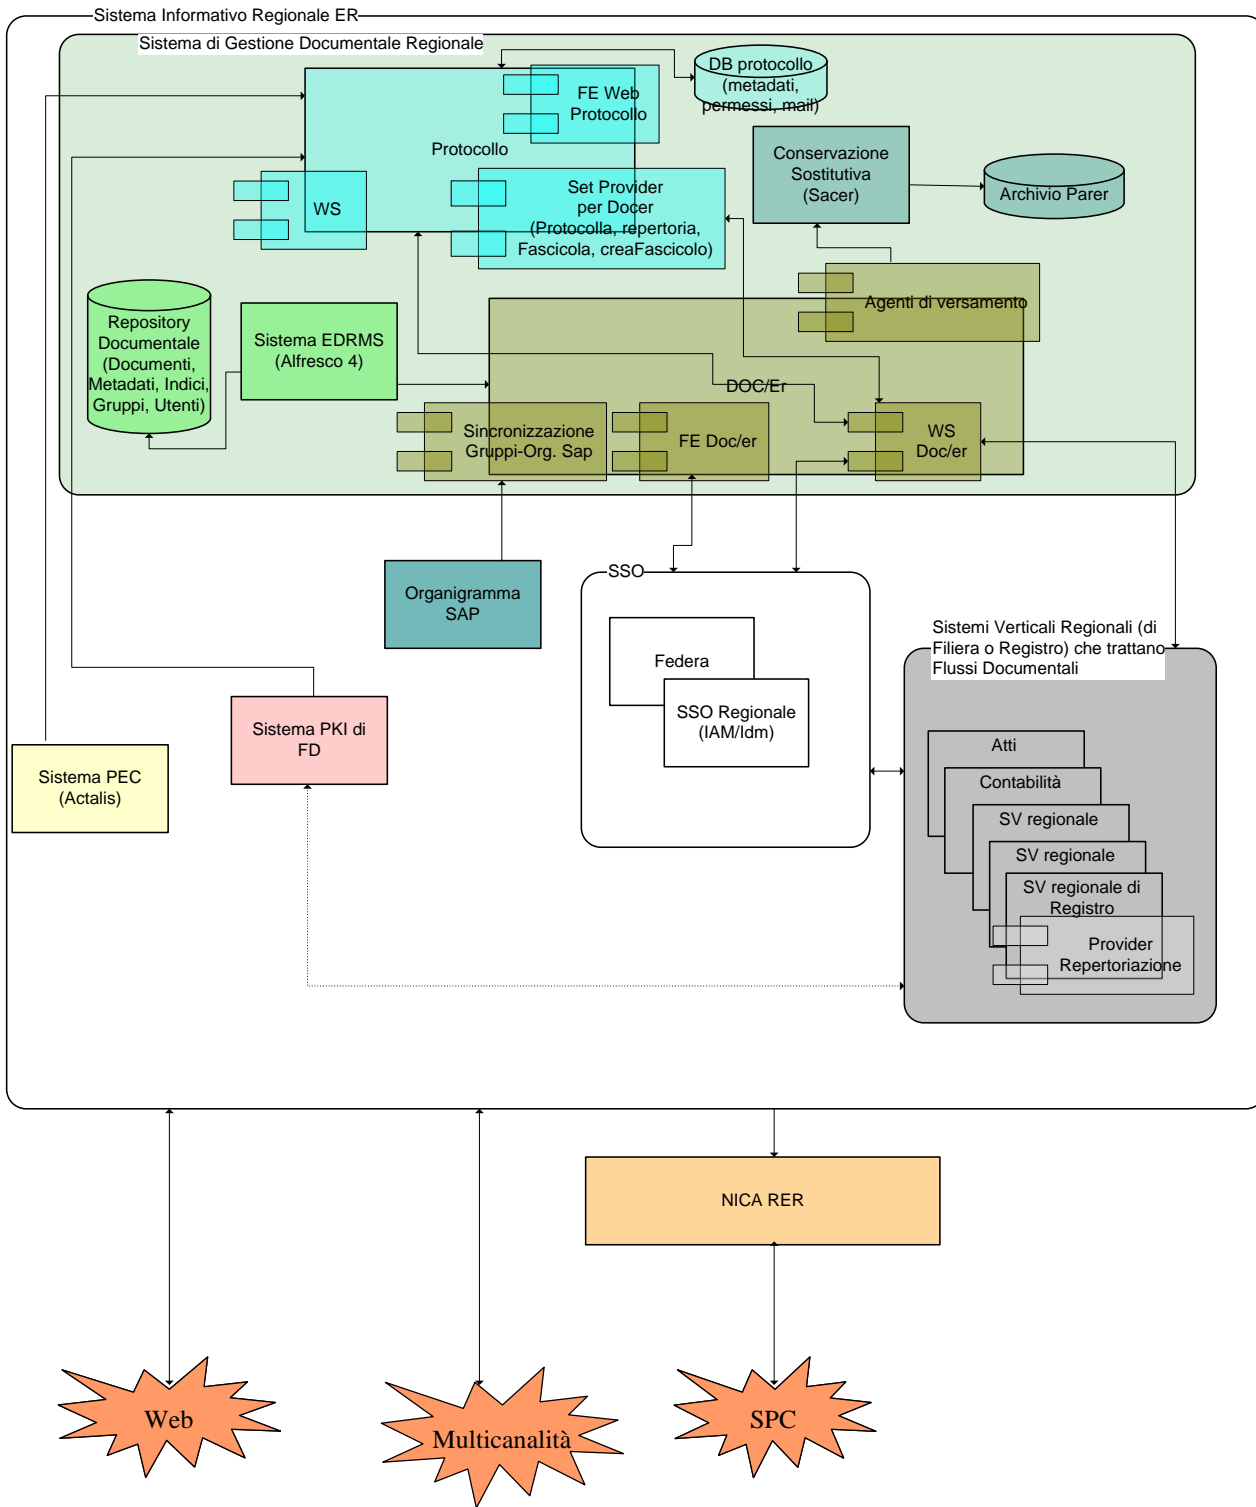 Sistema Informativo Regionale ER
Sistema di Gestione Documentale Regionale
DB protocollo
(metadati,
permessi, mail)
FE Web
Protocollo
Protocollo
WS
Set Provider
per Docer
(Protocolla, repertoria,
Fascicola, creaFascicolo)
Conservazione
Sostitutiva
(Sacer)
Archivio Parer
Agenti di versamento
Repository
Documentale
(Documenti,
Metadati, Indici,
Gruppi, Utenti)
Sistema EDRMS
(Alfresco 4)
DOC/Er
Sincronizzazione
Gruppi-Org. Sap
FE Doc/er
WS
Doc/er
Organigramma
SAP
SSO
Federa
SSO Regionale
(IAM/Idm)
Sistemi Verticali Regionali (di
Filiera o Registro) che trattano
Flussi Documentali
Sistema PKI di
FD
Sistema PEC
(Actalis)
Atti
Contabilità
SV regionale
SV regionale
SV regionale di
Registro
Provider
Repertoriazione
NICA RER
Web
Multicanalità
SPC